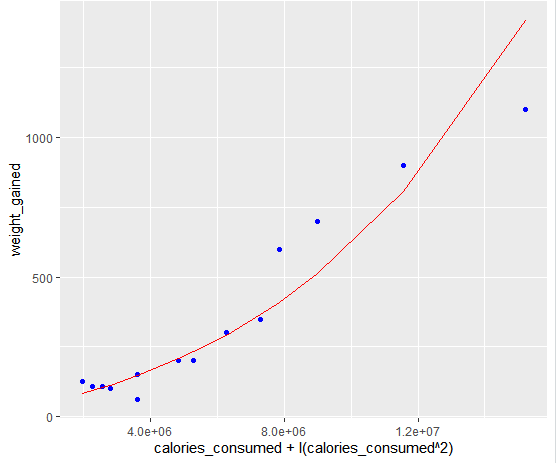 weight_gained
1000
500
0
4.0e+06
8.0e+06
1.2e+07
calories_consumed + I(calories_consumed^2)